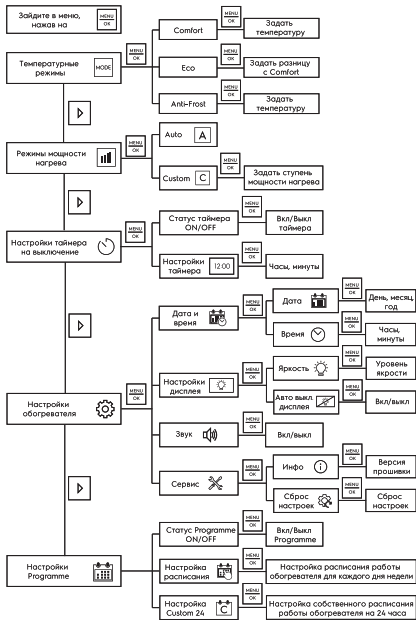 Зайдите в меню,
нажав на
MENU
OK
Температурные
режимы
MODE
MENU
OK
Comfort
MENU
OK
Задать
температуру
Eco
MENU
OK
Задать разницу
с Comfort
Anti-Frost
MENU
OK
Задать
температуру
Режимы мощности
нагрева
MENU
OK
Auto
A
Custom
C
MENU
OK
Задать ступень
мощности нагрева
Настройки таймера
на выключение
MENU
OK
Статус таймера
ON/OFF
MENU
OK
Вкл/Выкл
таймера
Настройки
таймера
12:00
MENU
OK
Часы, минуты
Настройки
обогревателя
MENU
OK
Дата и
время
MENU
OK
Дата
MENU
OK
День, месяц,
год
Время
MENU
OK
Часы,
минуты
Настройки
дисплея
MENU
OK
Яркость
MENU
OK
Уровень
яркости
Авто выкл.
дисплея
MENU
OK
Вкл/выкл
Звук
MENU
OK
Вкл/выкл
Сервис
MENU
OK
Инфо
MENU
OK
Версия
прошивки
Сброс
настроек
MENU
OK
Сброс
настроек
Настройки
Programme
Статус Programme
ON/OFF
MENU
OK
Вкл/Выкл
Programme
Настройка
расписания
MENU
OK
Настройка расписания работы
обогревателя для каждого дня недели
Настройка
Custom 24
C
MENU
OK
Настройка собственного расписания
работы обогревателя на 24 часа